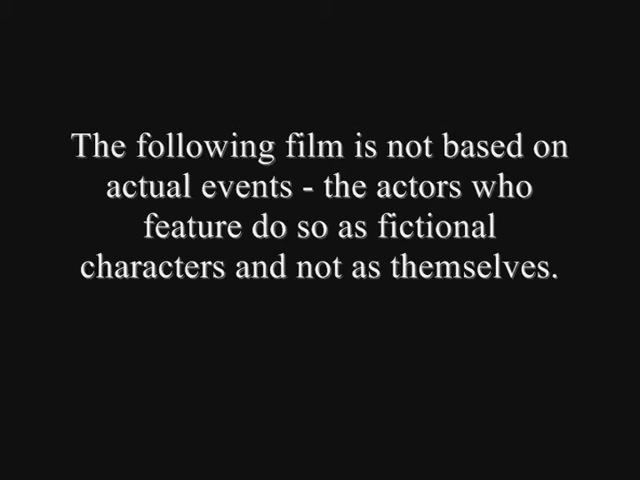 The following film is not based on
actual events - the actors who
feature do so as fictional
characters and not as themselves.